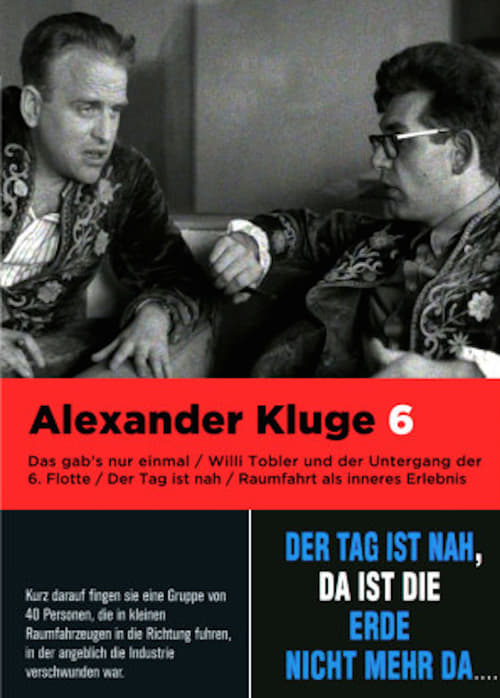 Alexander Kluge 6
Das gab's nur einmal / Willi Tobler und der Untergang der
6. Flotte / Der Tag ist nah / Raumfahrt als inneres Erlebnis
Kurz darauf fingen sie eine Gruppe von
40 Personen, die in kleinen
Raumfahrzeugen in die Richtung fuhren,
in der angeblich die Industrie
verschwunden war.
DER TAG IST NAH,
DA IST DIE
ERDE
NICHT MEHR DA....